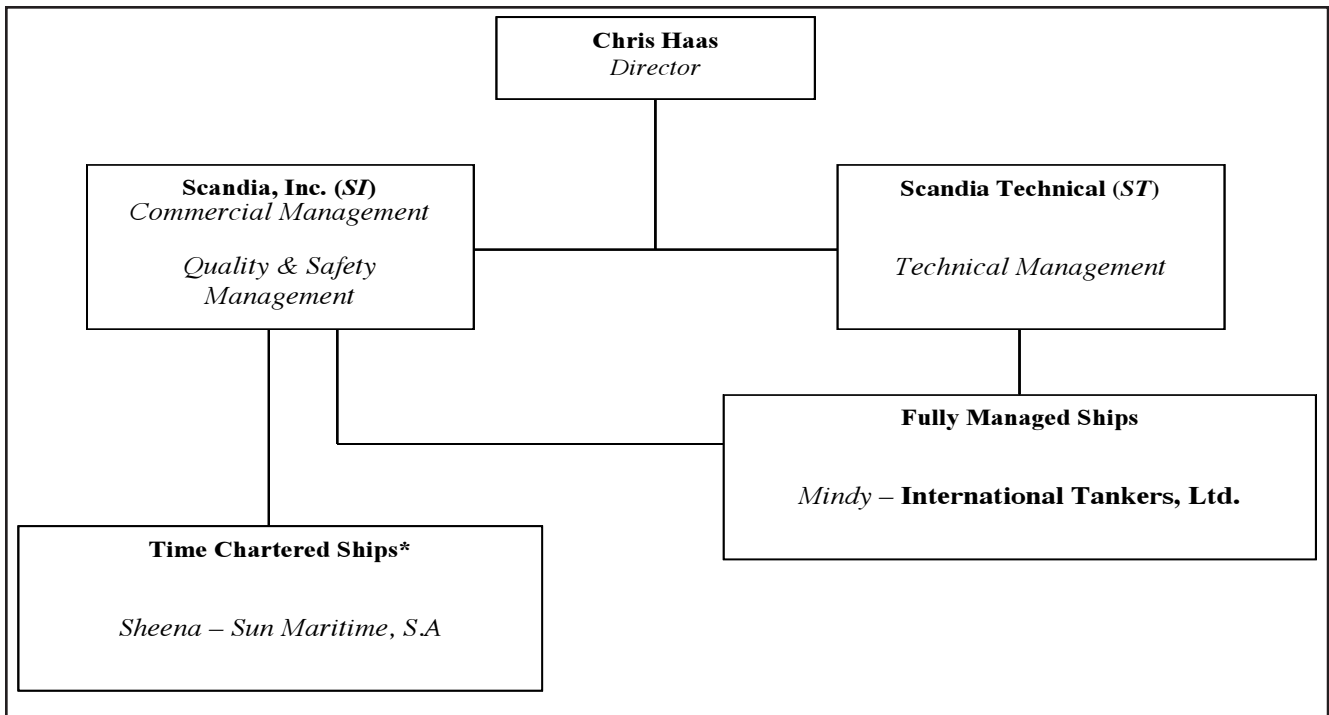 Chris Haas
Director
Scandia, Inc. (SI)
Commercial Management
Quality & Safety
Management
Scandia Technical (ST)
Technical Management
Fully Managed Ships
Mindy – International Tankers, Ltd.
Time Chartered Ships*
Sheena – Sun Maritime, S.A